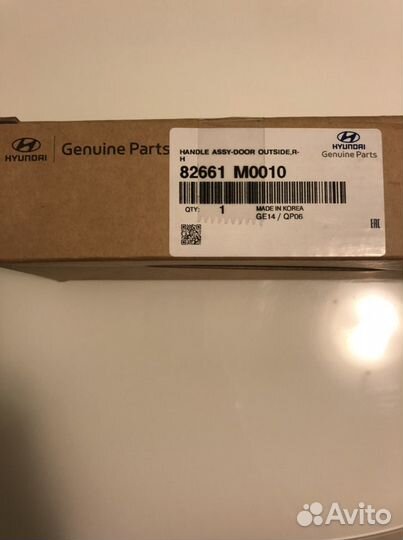 HYUNDAI
Genuine Parts
HANDLE ASSY-DOOR OUTSIDE,R-
H
82661 M0010
HYUNDAI
Genuine Parts
QTY: 1
MADE IN KOREA
GE14 / QP06
EAC
Avito